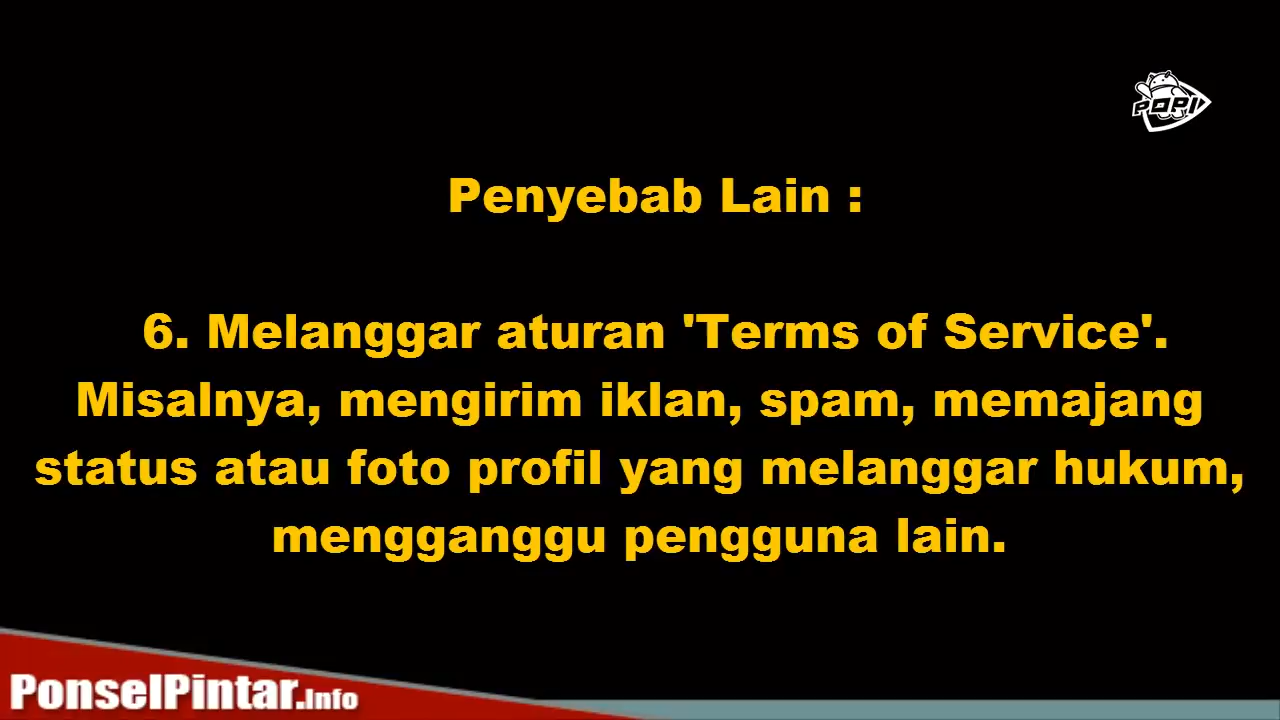 POPI
Penyebab Lain :
6. Melanggar aturan 'Terms of Service'.
Misalnya, mengirim iklan, spam, memajang
status atau foto profil yang melanggar hukum,
mengganggu pengguna lain.
PonselPintar.Info